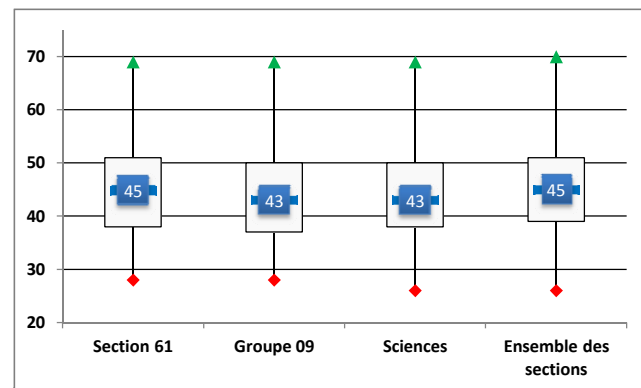 70
60
50
40
30
20
45
43
43
45
Section 61
Groupe 09
Sciences
Ensemble des
sections